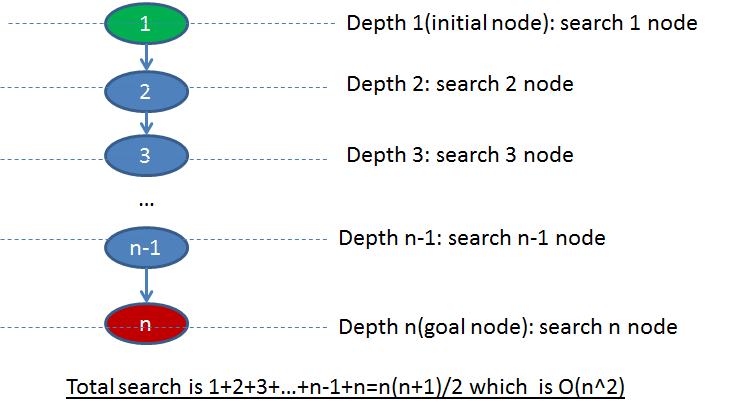 1 Depth 1(initial node): search 1 node
2 Depth 2: search 2 node
3 Depth 3: search 3 node
...
n-1 Depth n-1: search n-1 node
n Depth n(goal node): search n node
Total search is 1+2+3+...+n-1+n=n(n+1)/2 which is O(n^2)